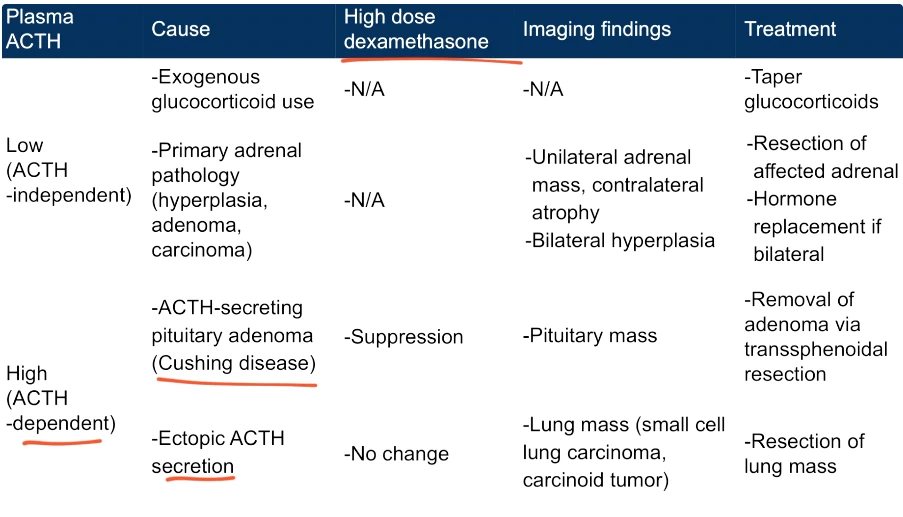 Plasma ACTH
Cause
High dose dexamethasone
Imaging findings
Treatment
Low
(ACTH
-independent)
-Exogenous
glucocorticoid use
-N/A
-N/A
-Taper
glucocorticoids
-Primary adrenal
pathology
(hyperplasia,
adenoma,
carcinoma)
-N/A
-Unilateral adrenal
mass, contralateral
atrophy
-Bilateral hyperplasia
-Resection of
affected adrenal
-Hormone
replacement if
bilateral
High
(ACTH
-dependent)
-ACTH-secreting
pituitary adenoma
(Cushing disease)
-Suppression
-Pituitary mass
-Removal of
adenoma via
transsphenoidal
resection
-Ectopic ACTH
secretion
-No change
-Lung mass (small cell
lung carcinoma,
carcinoid tumor)
-Resection of
lung mass